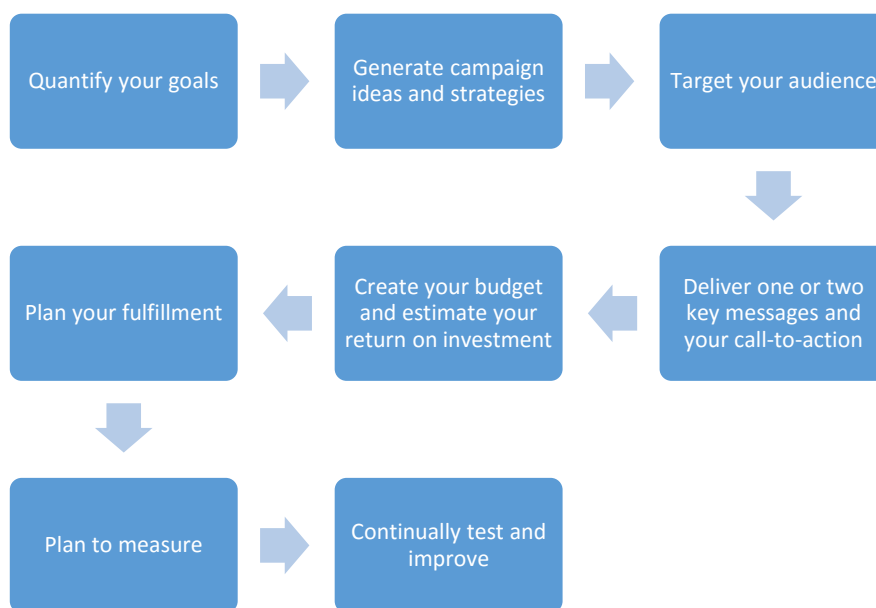 Quantify your goals
Generate campaign
ideas and strategies
Target your audience
Deliver one or two
key messages and
your call-to-action
Create your budget
and estimate your
return on investment
Plan your fulfillment
Plan to measure
Continually test and
improve